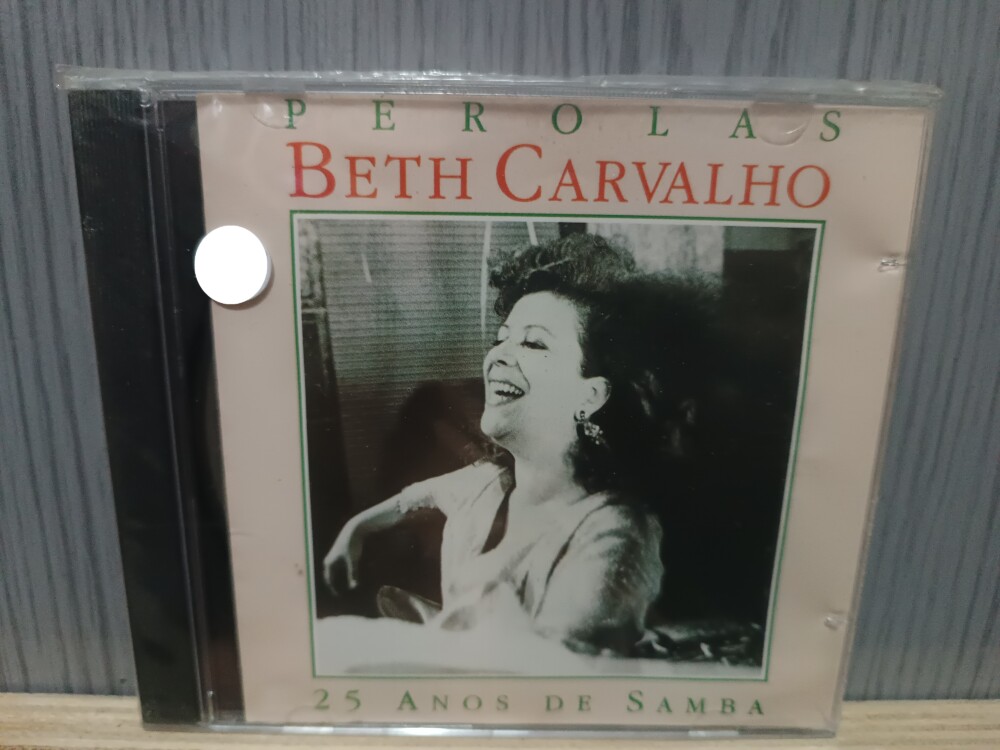 PEROLAS
BETH CARVALHO
25 ANOS DE SAMBA